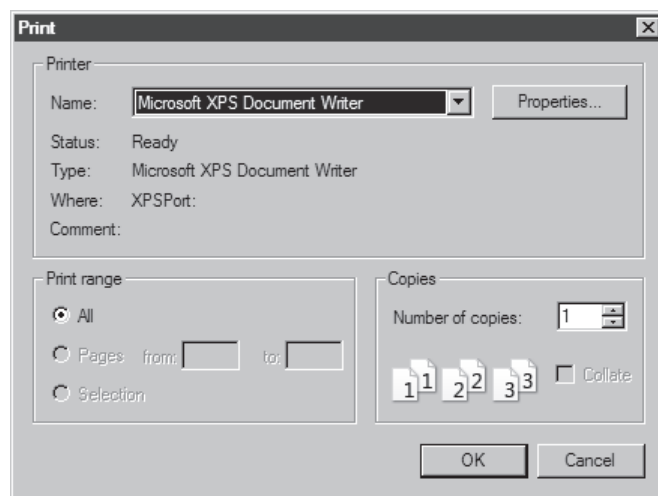 Print
Printer
Name: Microsoft XPS Document Writer Properties...
Status: Ready
Type: Microsoft XPS Document Writer
Where: XPSPort:
Comment:
Print range
All
Pages from: to:
Selection
Copies
Number of copies: 1
1 1 2 2 3 3 Collate
OK Cancel